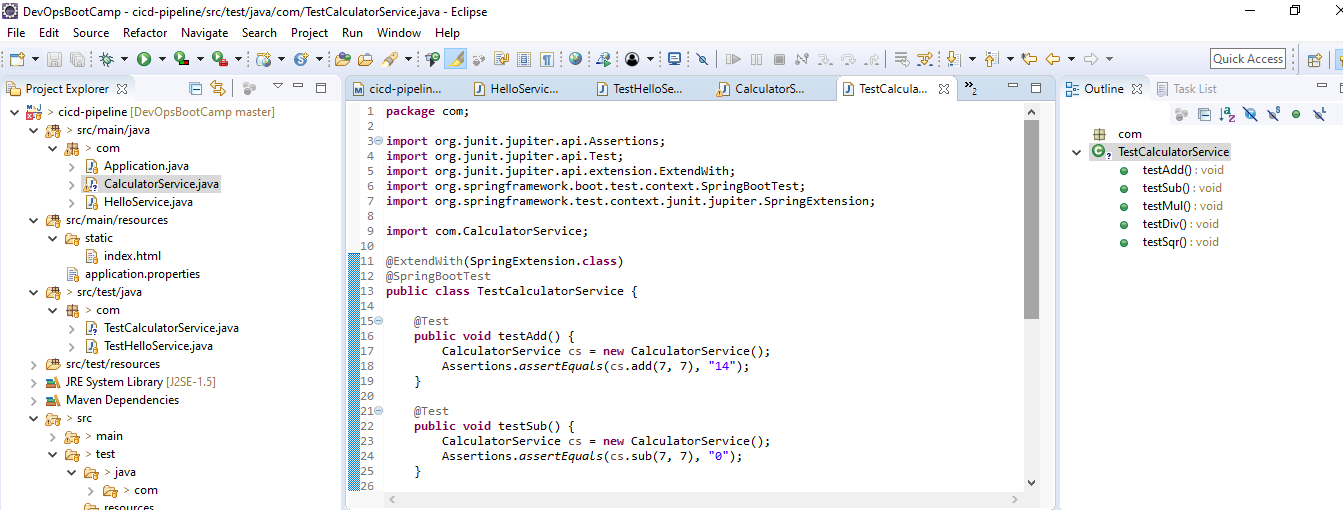 DevOpsBootCamp - cicd-pipeline/src/test/java/com/TestCalculatorService.java - Eclipse
File Edit Source Refactor Navigate Search Project Run Window Help
Quick Access
Project Explorer
> cicd-pipeline [DevOpsBootCamp master]
> src/main/java
> com
Application.java
CalculatorService.java
HelloService.java
> src/main/resources
static
index.html
application.properties
> src/test/java
> com
TestCalculatorService.java
TestHelloService.java
src/test/resources
JRE System Library [J2SE-1.5]
Maven Dependencies
> src
> main
> test
> java
> com
resources
cicd-pipelin... HelloServic... TestHelloSe... CalculatorS... TestCalcula... »2
1 package com;
2
3 import org.junit.jupiter.api.Assertions;
4 import org.junit.jupiter.api.Test;
5 import org.junit.jupiter.api.extension.ExtendWith;
6 import org.springframework.boot.test.context.SpringBootTest;
7 import org.springframework.test.context.junit.jupiter.SpringExtension;
8
9 import com.CalculatorService;
10
11 @ExtendWith(SpringExtension.class)
12 @SpringBootTest
13 public class TestCalculatorService {
14
15 @Test
16 public void testAdd() {
17 CalculatorService cs = new CalculatorService();
18 Assertions.assertEquals(cs.add(7, 7), "14");
19 }
20
21 @Test
22 public void testSub() {
23 CalculatorService cs = new CalculatorService();
24 Assertions.assertEquals(cs.sub(7, 7), "0");
25 }
26
Outline Task List
com
TestCalculatorService
testAdd() : void
testSub() : void
testMul() : void
testDiv() : void
testSqr() : void